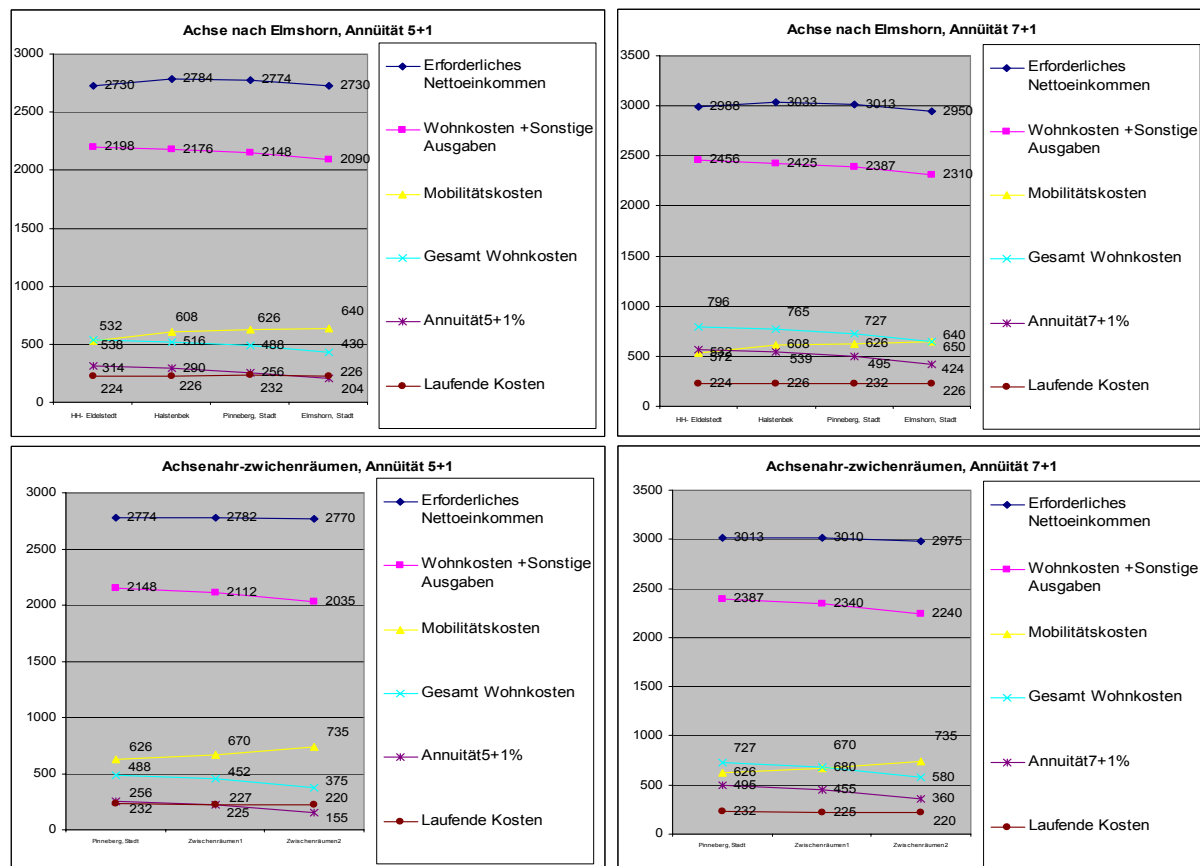 Achse nach Elmshorn, Annüität 5+1
3000
2500
2000
1500
1000
500
0
2730 2784 2774 2730
2198 2176 2148 2090
532 608 626 640
538 516 488 430
314 290 256 226
224 226 232 204
HH- Eldelstedt Halstenbek Pinneberg, Stadt Elmshorn, Stadt
Erforderliches
Nettoeinkommen
Wohnkosten +Sonstige
Ausgaben
Mobilitätskosten
Gesamt Wohnkosten
Annuität5+1%
Laufende Kosten
Achse nach Elmshorn, Annüität 7+1
3500
3000
2500
2000
1500
1000
500
0
2988 3033 3013 2950
2456 2425 2387 2310
796 765 727 640
532 608 626 650
572 539 495 424
224 226 232 226
HH- Eldelstedt Halstenbek Pinneberg, Stadt Elmshorn, Stadt
Erforderliches
Nettoeinkommen
Wohnkosten +Sonstige
Ausgaben
Mobilitätskosten
Gesamt Wohnkosten
Annuität7+1%
Laufende Kosten
Achsenahr-zwichenräumen, Annüität 5+1
3000
2500
2000
1500
1000
500
0
2774 2782 2770
2148 2112 2035
626 670 735
488 452 375
256 227 220
232 225 155
Pinneberg, Stadt Zwischenräumen1 Zwischenräumen2
Erforderliches
Nettoeinkommen
Wohnkosten +Sonstige
Ausgaben
Mobilitätskosten
Gesamt Wohnkosten
Annuität5+1%
Laufende Kosten
Achsenahr-zwichenräumen, Annüität 7+1
3500
3000
2500
2000
1500
1000
500
0
3013 3010 2975
2387 2340 2240
727 670 735
626 680 580
495 455 360
232 225 220
Pinneberg, Stadt Zwischenräumen1 Zwischenräumen2
Erforderliches
Nettoeinkommen
Wohnkosten +Sonstige
Ausgaben
Mobilitätskosten
Gesamt Wohnkosten
Annuität7+1%
Laufende Kosten